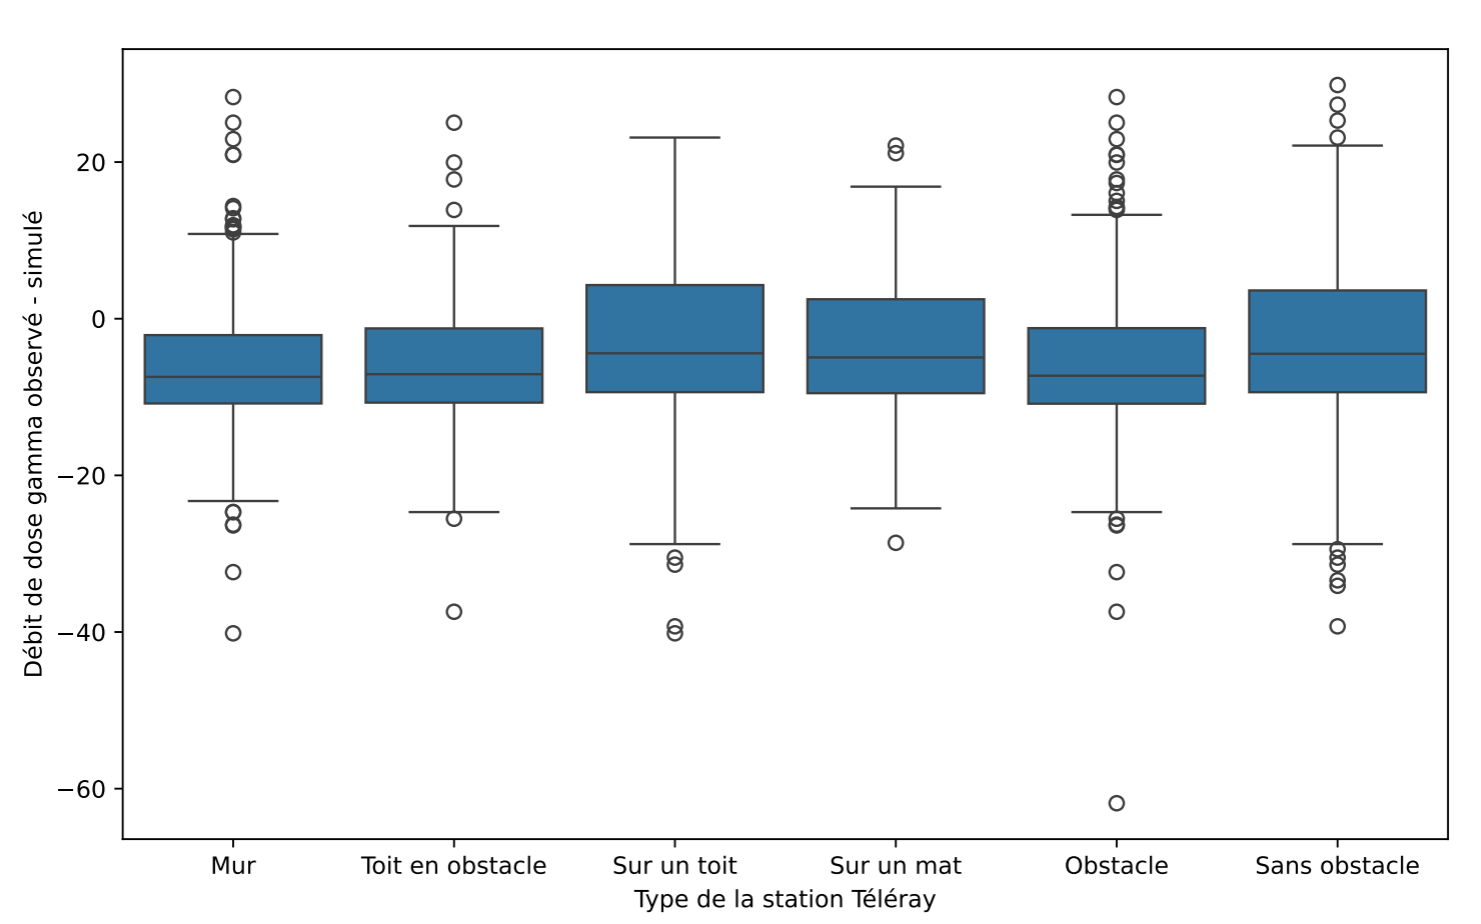 Débit de dose gamma observé - simulé
20
0
−20
−40
−60
Mur
Toit en obstacle
Sur un toit
Sur un mat
Obstacle
Sans obstacle
Type de la station Téléray